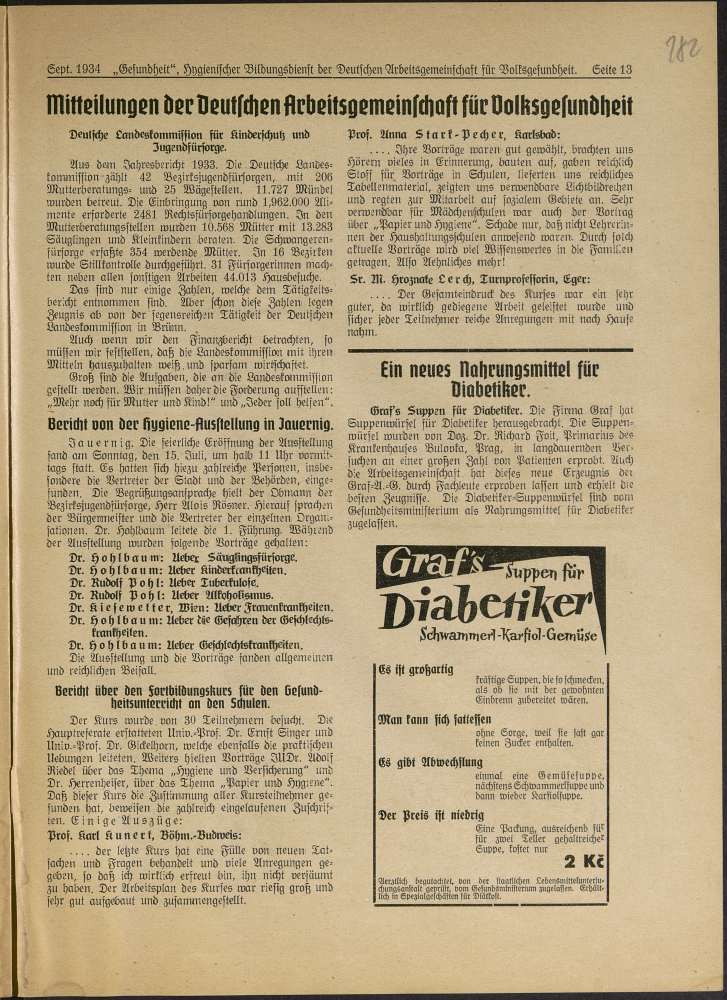 282
Sept. 1934 „Gesundheit“, Hygienischer Bildungsdienst der Deutschen Arbeitsgemeinschaft für Volksgesundheit. Seite 13
Mitteilungen der Deutschen Arbeitsgemeinschaft für Volksgesundheit
Deutsche Landeskommission für Kinderschutz und
Jugendfürsorge.
Aus dem Jahresbericht 1933. Die Deutsche Landes-
kommission zählt 42 Bezirksjugendfürsorgen, mit 206
Mutterberatungs- und 25 Wägestellen. 11.727 Mündel
wurden betreut. Die Einbringung von rund 1,962.000 Ali-
mente erforderte 2481 Rechtsfürsorgehandlungen. In den
Mutterberatungsstellen wurden 10.568 Mütter mit 13.283
Säuglingen und Kleinkindern beraten. Die Schwangeren-
fürsorge erfaßte 354 werdende Mütter. In 16 Bezirken
wurde Stillkontrolle durchgeführt. 31 Fürsorgerinnen mach-
ten neben allen sonstigen Arbeiten 44.013 Hausbesuche.
Das sind nur einige Zahlen, welche dem Tätigkeits-
bericht entnommen sind. Aber schon diese Zahlen legen
Zeugnis ab von der segensreichen Tätigkeit der Deutschen
Landeskommission in Brünn.
Auch wenn wir den Finanzbericht betrachten, so
müssen wir feststellen, daß die Landeskommission mit ihren
Mitteln hauszuhalten weiß und sparsam wirtschaftet.
Groß sind die Aufgaben, die an die Landeskommission
gestellt werden. Wir müssen daher die Forderung aufstellen:
„Mehr noch für Mutter und Kind!“ und „Jeder soll helfen“.
Bericht von der Hygiene-Ausstellung in Jauernig.
Jauernig. Die feierliche Eröffnung der Ausstellung
fand am Sonntag, den 15. Juli, um halb 11 Uhr vormit-
tags statt. Es hatten sich hiezu zahlreiche Personen, insbe-
sondere die Vertreter der Stadt und der Behörden, einge-
funden. Die Begrüßungsansprache hielt der Obmann der
Bezirksjugendfürsorge, Herr Alois Rösner. Hierauf sprachen
der Bürgermeister und die Vertreter der einzelnen Organi-
sationen. Dr. Hohlbaum leitete die 1. Führung. Während
der Ausstellung wurden folgende Vorträge gehalten:
Dr. Hohlbaum: Ueber Säuglingsfürsorge.
Dr. Hohlbaum: Ueber Kinderkrankheiten.
Dr. Rudolf Pohl: Ueber Tuberkulose.
Dr. Rudolf Pohl: Ueber Alkoholismus.
Dr. Kiesewetter, Wien: Ueber Frauenkrankheiten.
Dr. Hohlbaum: Ueber die Gefahren der Geschlechts-
krankheiten.
Dr. Hohlbaum: Ueber Geschlechtskrankheiten.
Die Ausstellung und die Vorträge fanden allgemeinen
und reichlichen Beifall.
Bericht über den Fortbildungskurs für den Gesund-
heitsunterricht an den Schulen.
Der Kurs wurde von 30 Teilnehmern besucht. Die
Hauptreferate erstatteten Univ.-Prof. Dr. Ernst Singer und
Univ.-Prof. Dr. Gickelhorn, welche ebenfalls die praktischen
Uebungen leiteten. Weiters hielten Vorträge JUDr. Adolf
Riedel über das Thema „Hygiene und Versicherung“ und
Dr. Herrenheiser, über das Thema „Papier und Hygiene“.
Daß dieser Kurs die Zustimmung aller Kursteilnehmer ge-
funden hat, beweisen die zahlreich eingelaufenen Zuschrif-
ten. Einige Auszüge:
Prof. Karl Kunert, Böhm.-Budweis:
.... der letzte Kurs hat eine Fülle von neuen Tat-
sachen und Fragen behandelt und viele Anregungen ge-
geben, so daß ich wirklich erfreut bin, ihn nicht versäumt
zu haben. Der Arbeitsplan des Kurses war riesig groß und
sehr gut aufgebaut und zusammengestellt.
Prof. Anna Stark-Pecher, Karlsbad:
.... Ihre Vorträge waren gut gewählt, brachten uns
Hörern vieles in Erinnerung, bauten auf, gaben reichlich
Stoff für Vorträge in Schulen, lieferten uns reichliches
Tabellenmaterial, zeigten uns verwendbare Lichtbildreihen
und regten zur Mitarbeit auf sozialem Gebiete an. Sehr
verwendbar für Mädchenschulen war auch der Vortrag
über „Papier und Hygiene“. Schade nur, daß nicht Lehrerin-
nen der Haushaltungsschulen anwesend waren. Durch solch
aktuelle Vorträge wird viel Wissenswertes in die Familien
getragen. Also Aehnliches mehr!
Sr. M. Hroznate Lerch, Turnprofessorin, Eger:
.... Der Gesamteindruck des Kurses war ein sehr
guter, da wirklich gediegene Arbeit geleistet wurde und
sicher jeder Teilnehmer reiche Anregungen mit nach Hause
nahm.
Ein neues Nahrungsmittel für
Diabetiker.
Graf's Suppen für Diabetiker. Die Firma Graf hat
Suppenwürfel für Diabetiker herausgebracht. Die Suppen-
würfel wurden von Doz. Dr. Richard Foit, Primarius des
Krankenhauses Bulovka, Prag, in langdauernden Ver-
suchen an einer großen Zahl von Patienten erprobt. Auch
die Arbeitsgemeinschaft hat dieses neue Erzeugnis der
Graf-A.-G. durch Fachleute erproben lassen und erhielt die
besten Zeugnisse. Die Diabetiker-Suppenwürfel sind vom
Gesundheitsministerium als Nahrungsmittel für Diabetiker
zugelassen.
Graf's Suppen für
Diabetiker
Schwammerl-Karfiol-Gemüse
Es ist großartig
kräftige Suppen, die so schmecken,
als ob sie mit der gewohnten
Einbrenn zubereitet wären.
Man kann sich sattessen
ohne Sorge, weil sie fast gar
keinen Zucker enthalten.
Es gibt Abwechslung
einmal eine Gemüsesuppe,
nächstens Schwammerlsuppe und
dann wieder Karfiolsuppe.
Der Preis ist niedrig
Eine Packung, ausreichend für
für zwei Teller gehaltreicher
Suppe, kostet nur
2 Kč
Aerztlich begutachtet, von der staatlichen Lebensmitteluntersu-
chungsanstalt geprüft, vom Gesundheitsministerium zugelassen. Erhält-
lich in Spezialgeschäften für Diätkost.